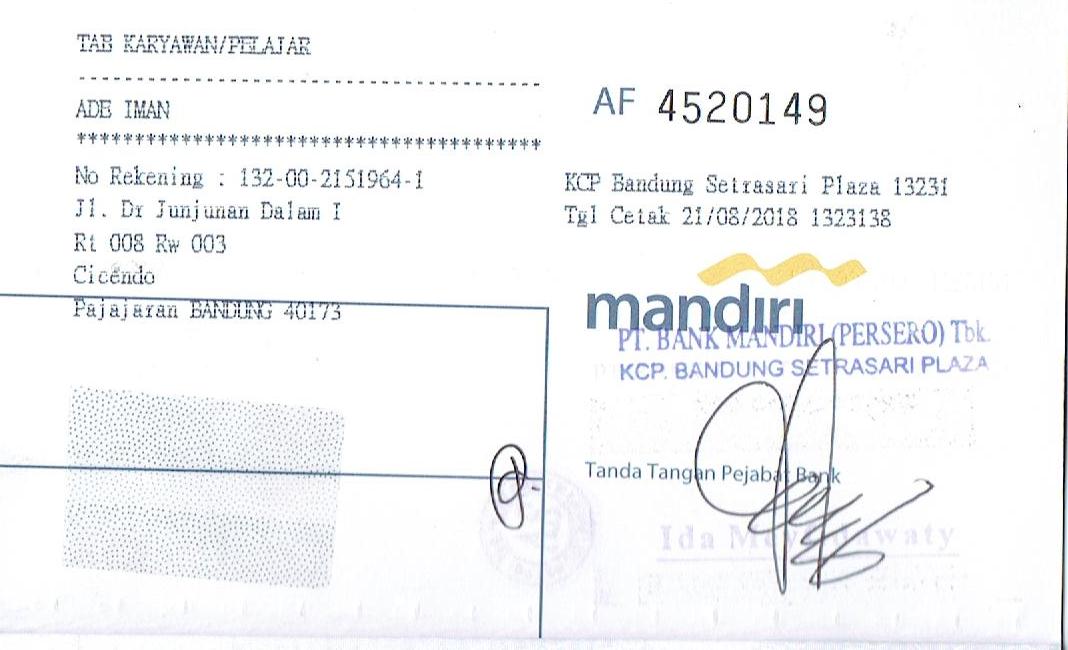 TAB KARYAWAN/PELAJAR
----------------------------------------
ADE IMAN
****************************************
No Rekening : 132-00-2151964-1
Jl. Dr Junjunan Dalam I
Rt 008 Rw 003
Cicendo
Pajajaran BANDUNG 40173
AF 4520149
KCP Bandung Setrasari Plaza 13231
Tgl Cetak 21/08/2018 1323138
mandiri
PT. BANK MANDIRI (PERSERO) Tbk.
KCP. BANDUNG SETRASARI PLAZA
Tanda Tangan Pejabat Bank
Ida